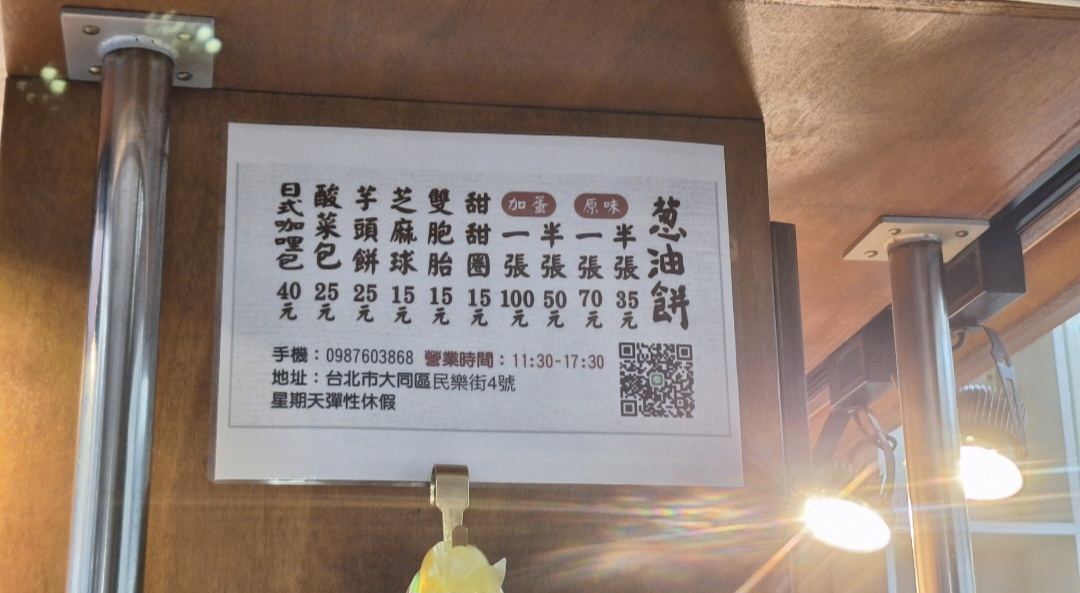 葱油餅
原味
半張 35元
一張 70元
加蛋
半張 50元
一張 100元
甜甜圈 15元
雙胞胎 15元
芝麻球 15元
芋頭餅 25元
酸菜包 25元
日式咖哩包 40元
手機：0987603868 營業時間：11:30-17:30
地址：台北市大同區民樂街4號
星期天彈性休假